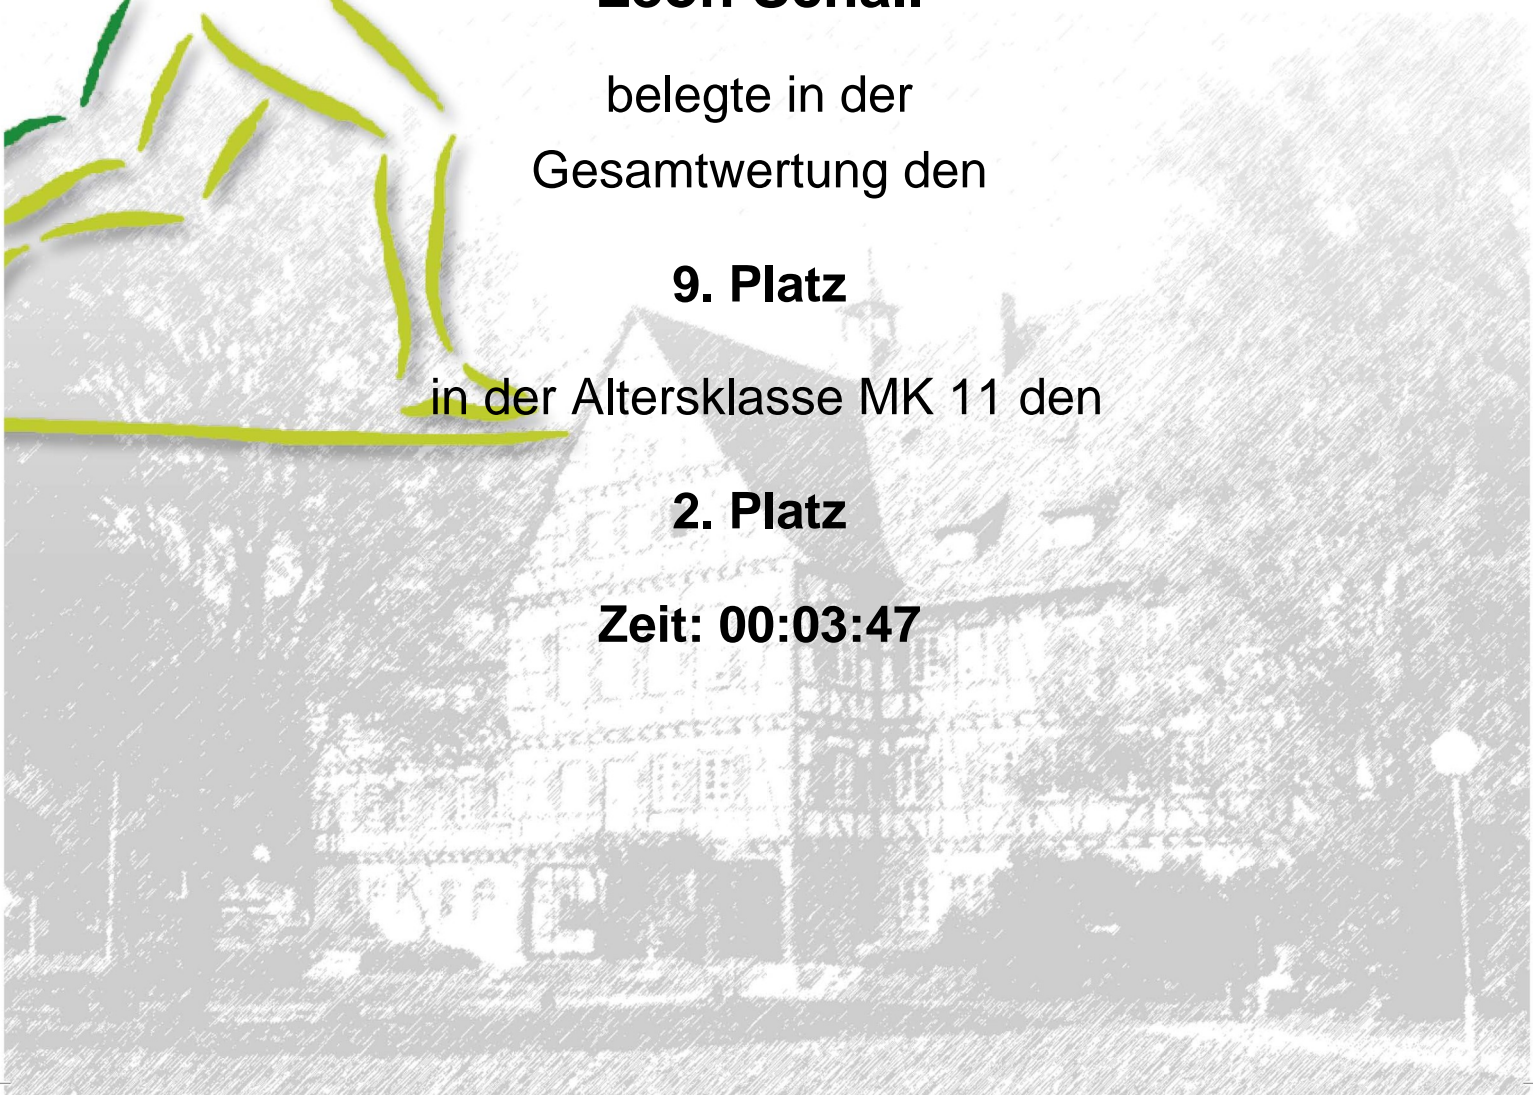 belegte in der
Gesamtwertung den
9. Platz
in der Altersklasse MK 11 den
2. Platz
Zeit: 00:03:47